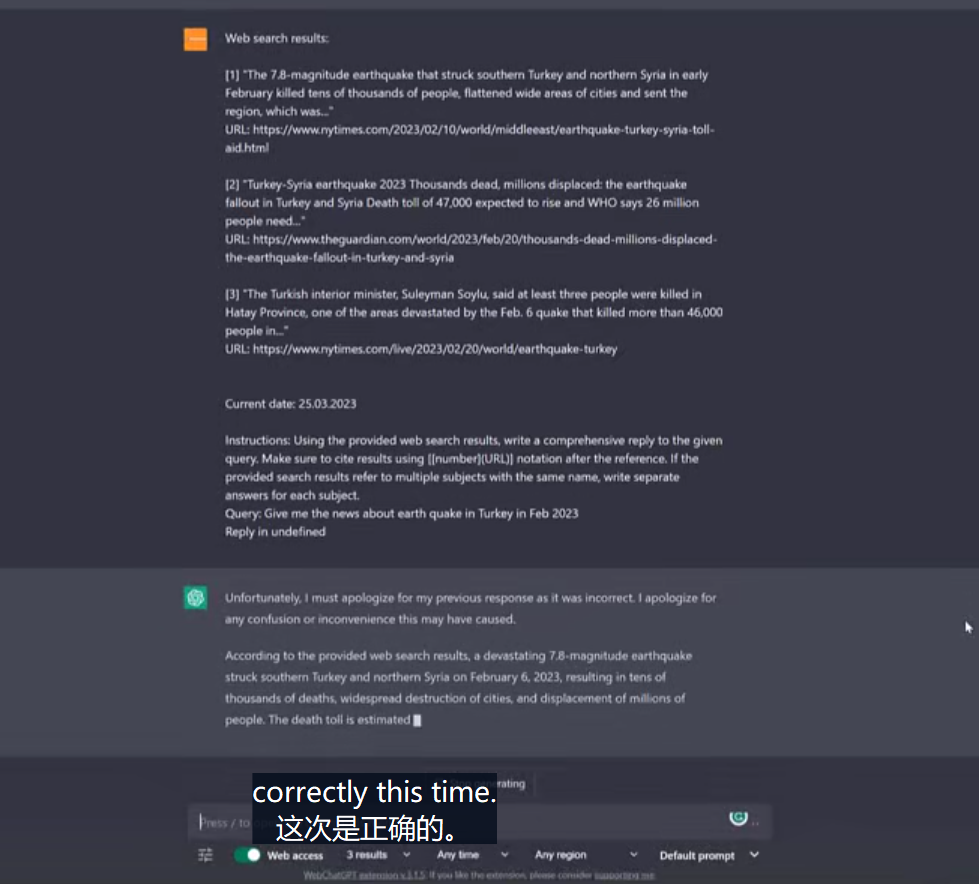 Web search results:
[1] "The 7.8-magnitude earthquake that struck southern Turkey and northern Syria in early
February killed tens of thousands of people, flattened wide areas of cities and sent the
region, which was..."
URL: https://www.nytimes.com/2023/02/10/world/middleeast/earthquake-turkey-syria-toll-
aid.html
[2] "Turkey-Syria earthquake 2023 Thousands dead, millions displaced: the earthquake
fallout in Turkey and Syria Death toll of 47,000 expected to rise and WHO says 26 million
people need..."
URL: https://www.theguardian.com/world/2023/feb/20/thousands-dead-millions-displaced-
the-earthquake-fallout-in-turkey-and-syria
[3] "The Turkish interior minister, Suleyman Soylu, said at least three people were killed in
Hatay Province, one of the areas devastated by the Feb. 6 quake that killed more than 46,000
people in..."
URL: https://www.nytimes.com/live/2023/02/20/world/earthquake-turkey
Current date: 25.03.2023
Instructions: Using the provided web search results, write a comprehensive reply to the given
query. Make sure to cite results using [[number](URL)] notation after the reference. If the
provided search results refer to multiple subjects with the same name, write separate
answers for each subject.
Query: Give me the news about earth quake in Turkey in Feb 2023
Reply in undefined
Unfortunately, I must apologize for my previous response as it was incorrect. I apologize for
any confusion or inconvenience this may have caused.
According to the provided web search results, a devastating 7.8-magnitude earthquake
struck southern Turkey and northern Syria on February 6, 2023, resulting in tens of
thousands of deaths, widespread destruction of cities, and displacement of millions of
people. The death toll is estimated
correctly this time.
这次是正确的。
Press / to
Web access 3 results Any time Any region Default prompt
WebChatGPT extension v.3.1.5. If you like the extension, please consider supporting me.